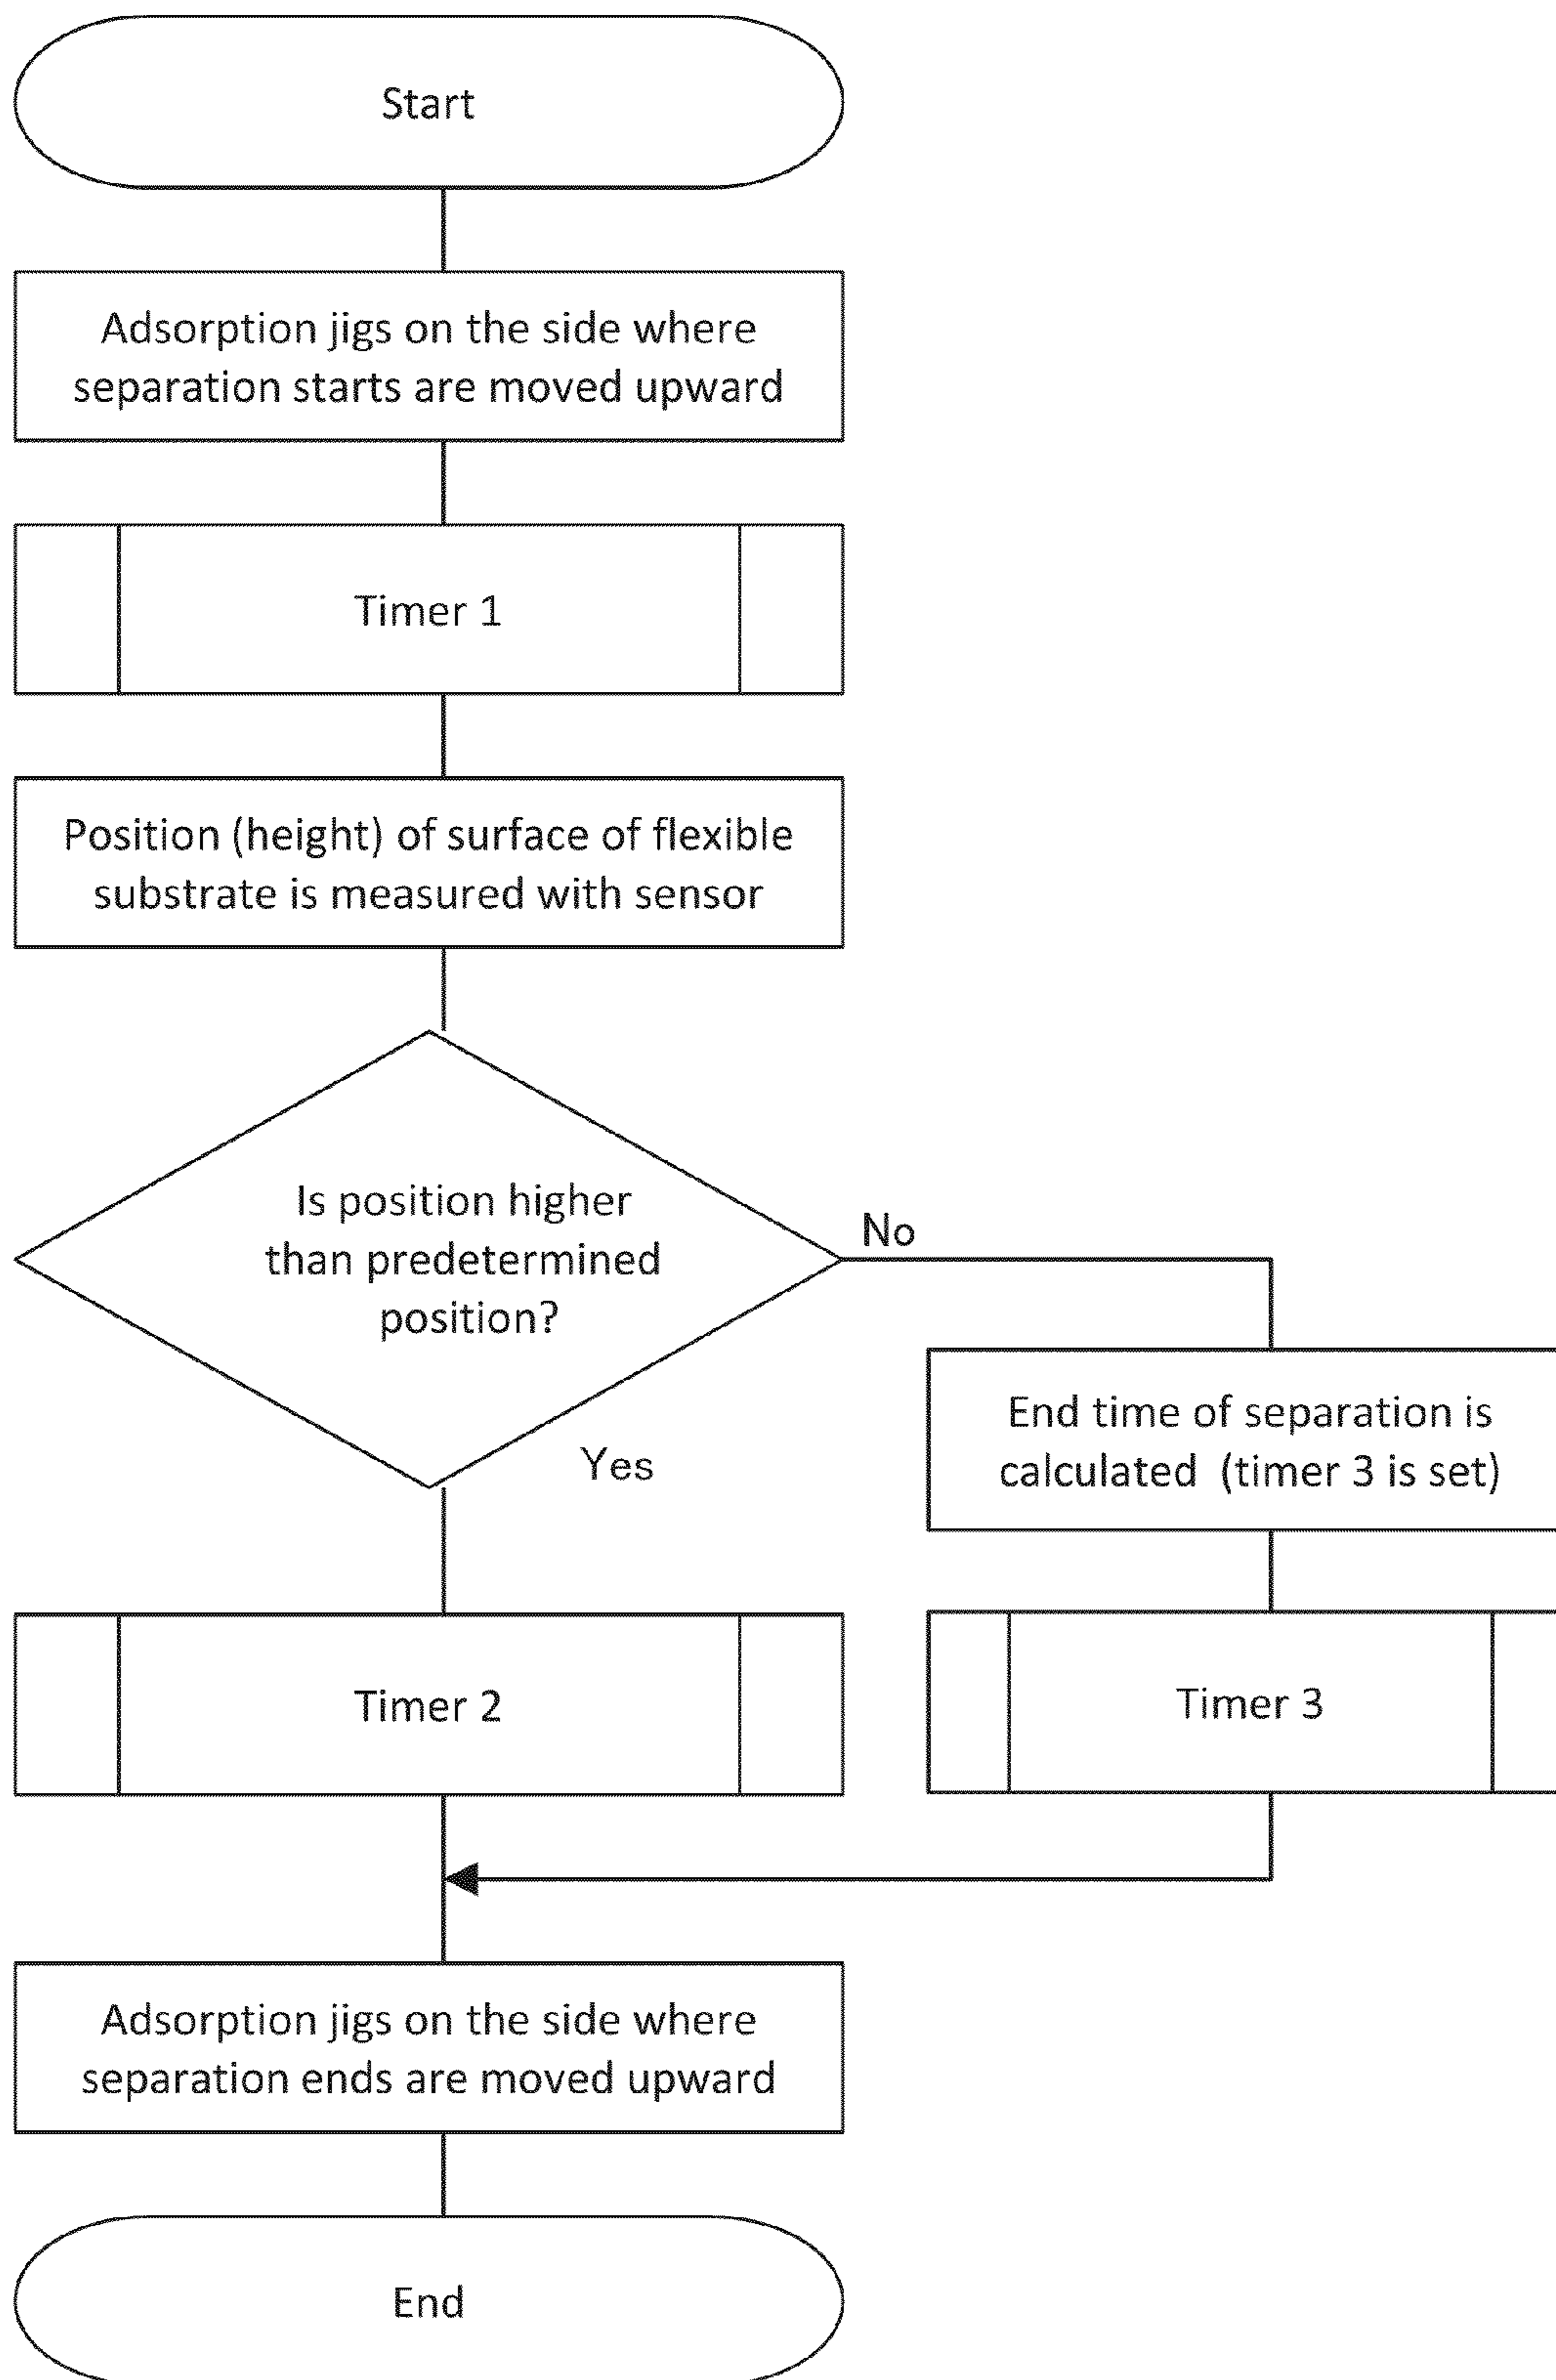 Start
Adsorption jigs on the side where
separation starts are moved upward
Timer 1
Position (height) of surface of flexible
substrate is measured with sensor
Is position higher
than predetermined
position?
No
Yes
End time of separation is
calculated (timer 3 is set)
Timer 2
Timer 3
Adsorption jigs on the side where
separation ends are moved upward
End